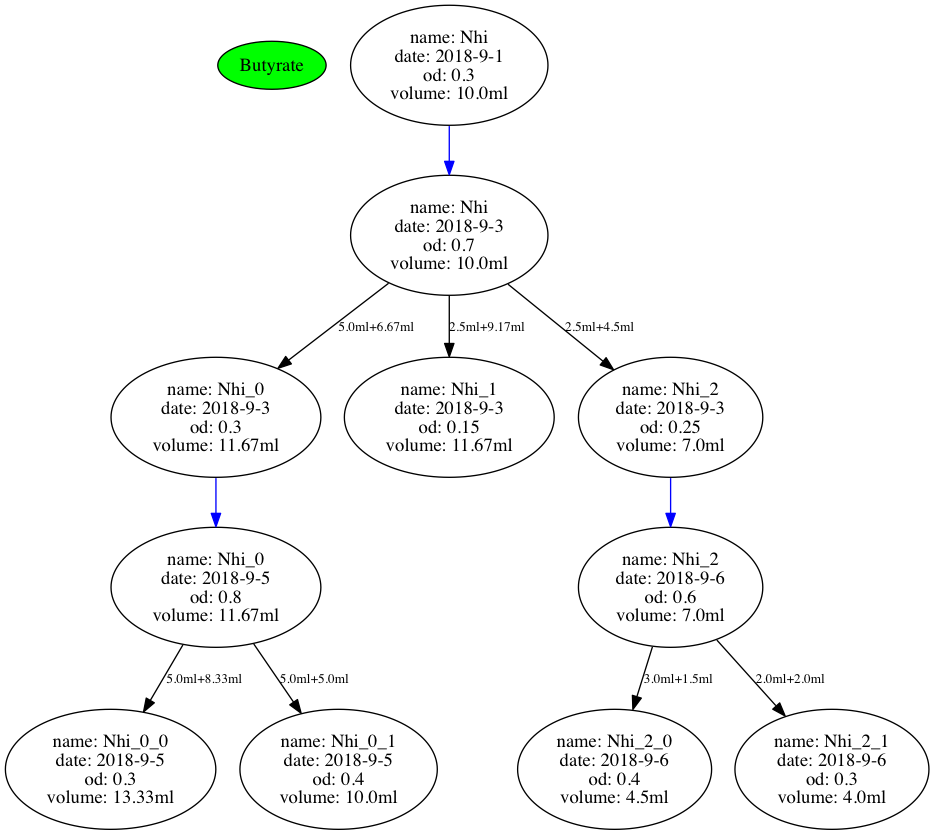 Butyrate
name: Nhi
date: 2018-9-1
od: 0.3
volume: 10.0ml
name: Nhi
date: 2018-9-3
od: 0.7
volume: 10.0ml
5.0ml+6.67ml
2.5ml+9.17ml
2.5ml+4.5ml
name: Nhi_0
date: 2018-9-3
od: 0.3
volume: 11.67ml
name: Nhi_1
date: 2018-9-3
od: 0.15
volume: 11.67ml
name: Nhi_2
date: 2018-9-3
od: 0.25
volume: 7.0ml
name: Nhi_0
date: 2018-9-5
od: 0.8
volume: 11.67ml
name: Nhi_2
date: 2018-9-6
od: 0.6
volume: 7.0ml
5.0ml+8.33ml
5.0ml+5.0ml
3.0ml+1.5ml
2.0ml+2.0ml
name: Nhi_0_0
date: 2018-9-5
od: 0.3
volume: 13.33ml
name: Nhi_0_1
date: 2018-9-5
od: 0.4
volume: 10.0ml
name: Nhi_2_0
date: 2018-9-6
od: 0.4
volume: 4.5ml
name: Nhi_2_1
date: 2018-9-6
od: 0.3
volume: 4.0ml